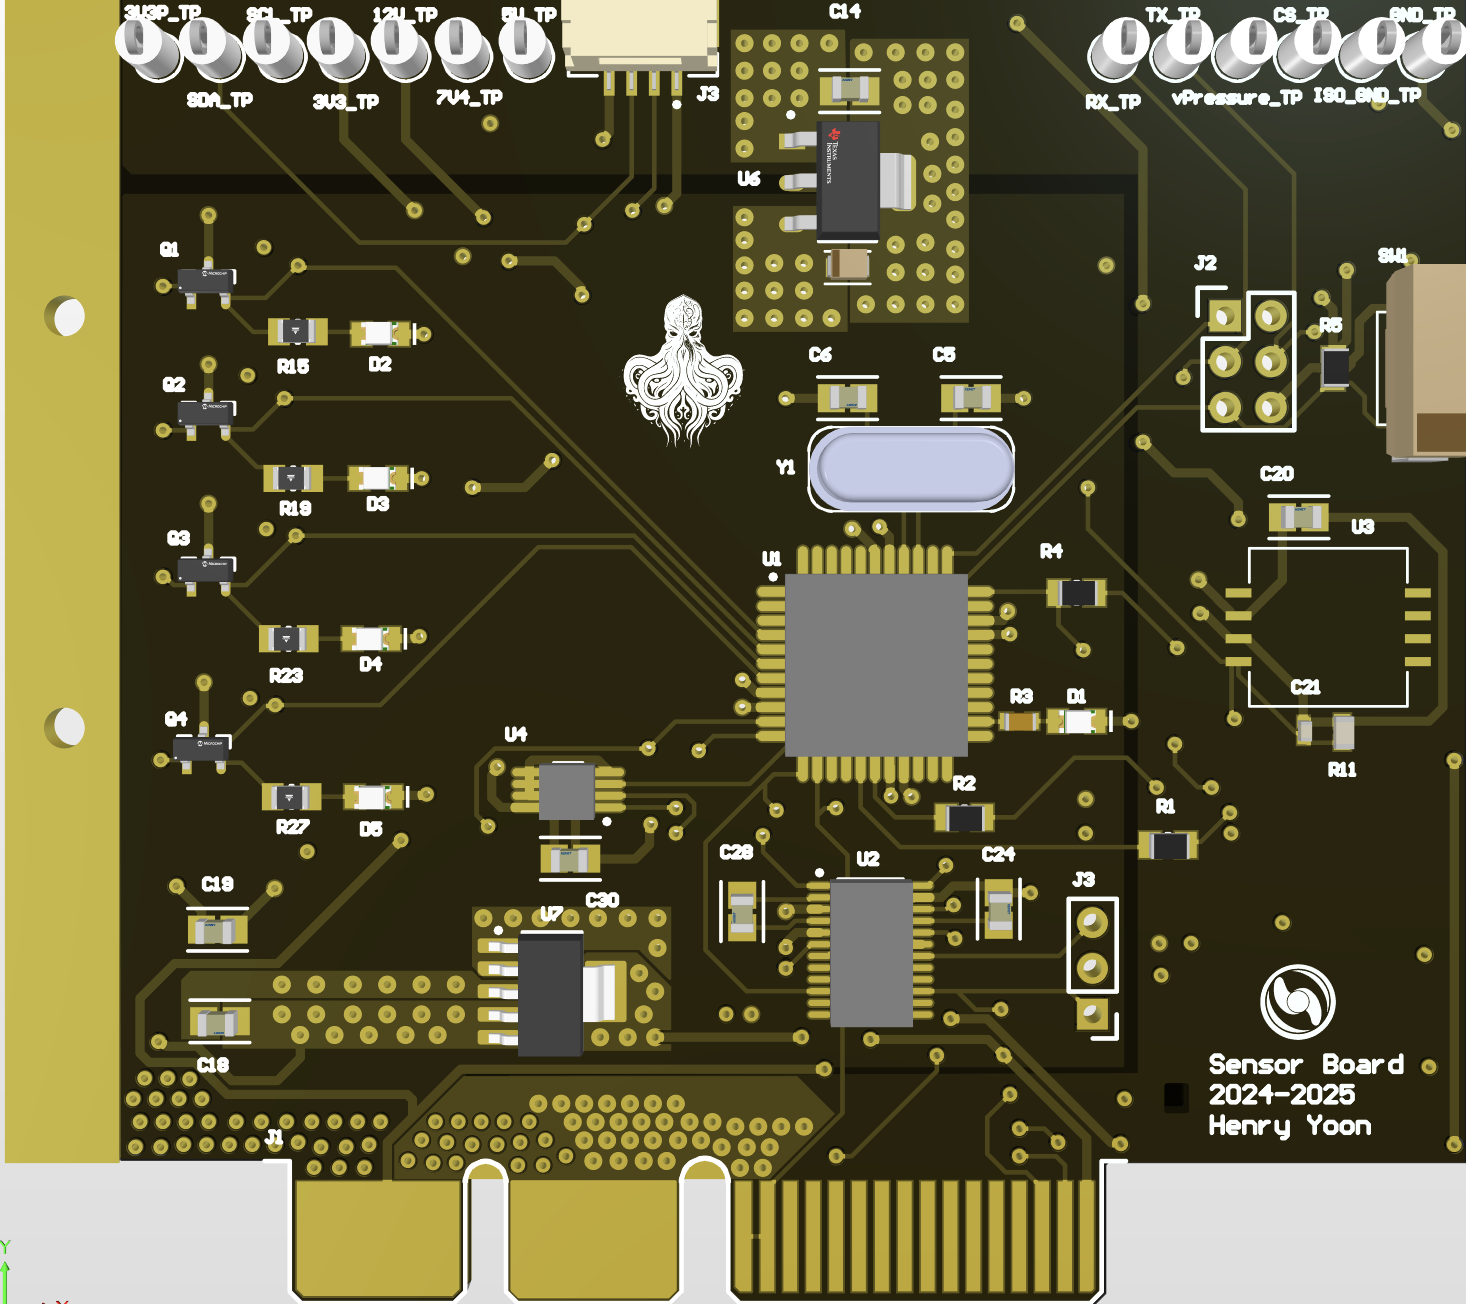 3V3P_TP SCL_TP 12V_TP 5V_TP C14 TX_TP CS_TP GND_TP
SDA_TP 3V3_TP 7V4_TP J3 RX_TP vPressure_TP ISO_GND_TP
TEXAS
INSTRUMENTS
U6
Q1 J2 SW1
R15 D2 C6 C5 R5
Q2
Y1
R19 D3 C20
Q3 U1 R4 U3
R23 D4 R3 D1 C21
Q4 U4 R11
R27 D5 R2 R1
C19 C30 C28 U2 C24 J3
U7
C18
Sensor Board
2024-2025
Henry Yoon
J1
Y
X